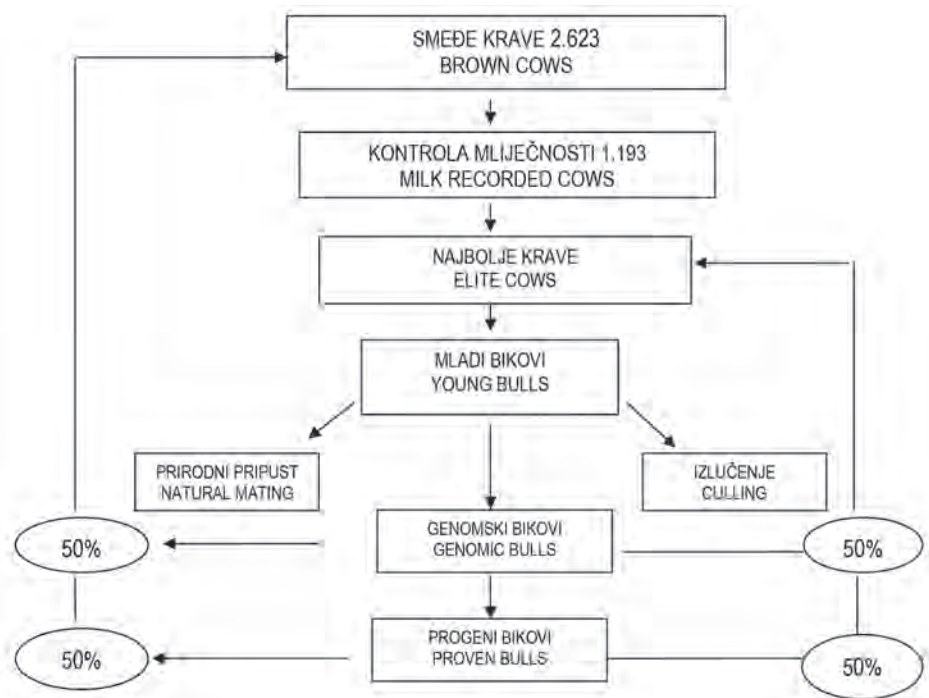 SMEĐE KRAVE 2.623
BROWN COWS
KONTROLA MLIJEČNOSTI 1.193
MILK RECORDED COWS
NAJBOLJE KRAVE
ELITE COWS
MLADI BIKOVI
YOUNG BULLS
PRIRODNI PRIPUST
NATURAL MATING
IZLUČENJE
CULLING
50%
GENOMSKI BIKOVI
GENOMIC BULLS
50%
50%
PROGENI BIKOVI
PROVEN BULLS
50%